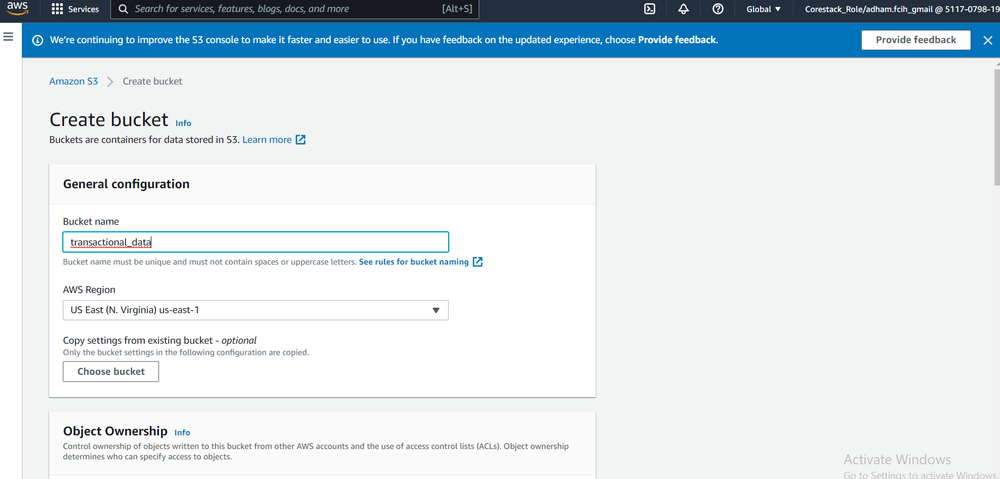 aws
Services
Search for services, features, blogs, docs, and more [Alt+S]
Global ▼
Corestack_Role/adham.fcih_gmail @ 5117-0798-19
We're continuing to improve the S3 console to make it faster and easier to use. If you have feedback on the updated experience, choose Provide feedback.
Provide feedback
Amazon S3 > Create bucket
Create bucket Info
Buckets are containers for data stored in S3. Learn more
General configuration
Bucket name
transactional_data
Bucket name must be unique and must not contain spaces or uppercase letters. See rules for bucket naming
AWS Region
US East (N. Virginia) us-east-1
Copy settings from existing bucket - optional
Only the bucket settings in the following configuration are copied.
Choose bucket
Object Ownership Info
Control ownership of objects written to this bucket from other AWS accounts and the use of access control lists (ACLs). Object ownership
determines who can specify access to objects.
Activate Windows
Go to Settings to activate Windows.